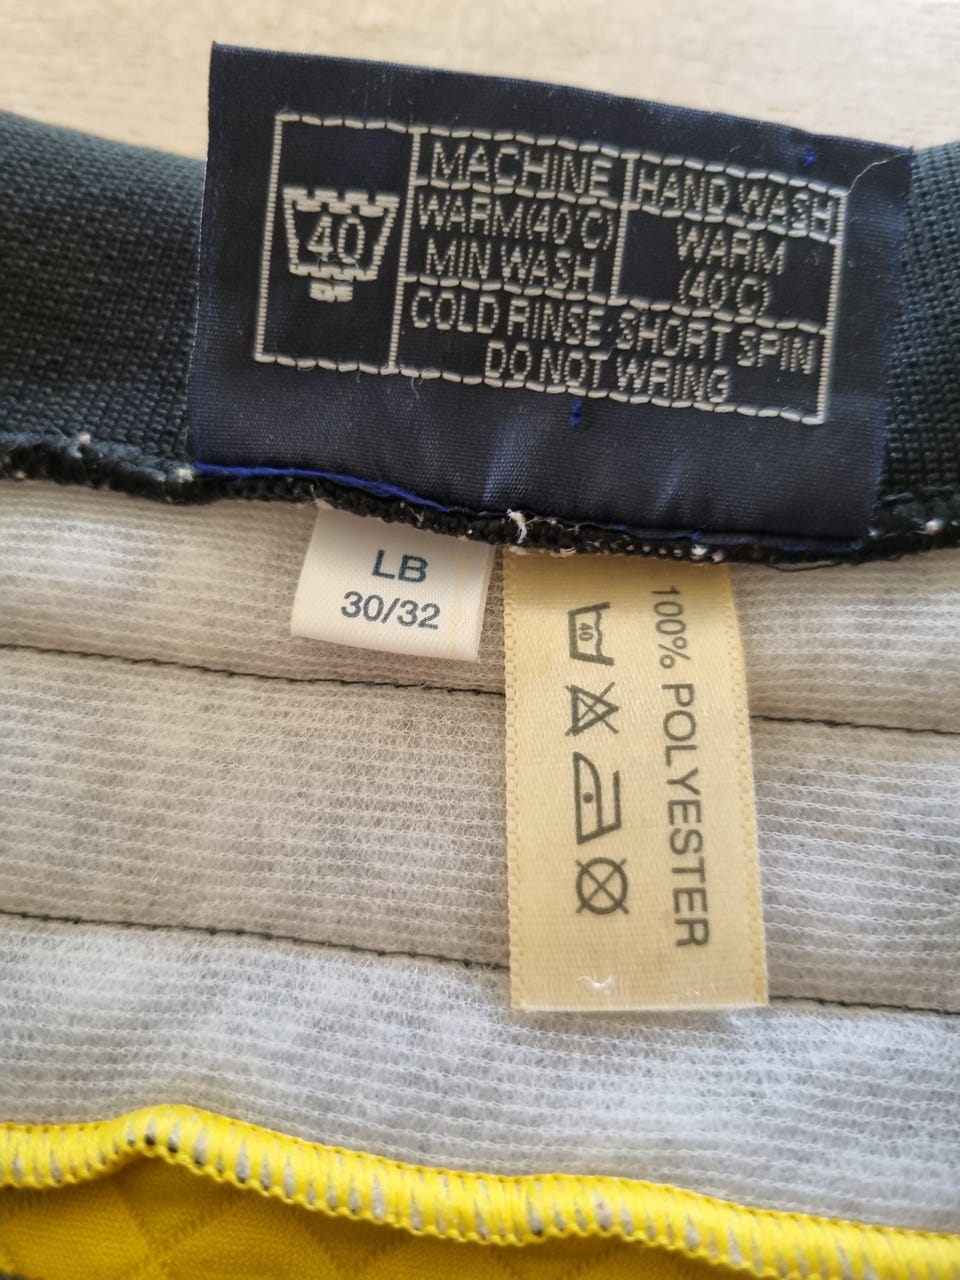 40
MACHINE
WARM(40°C)
MIN WASH
HAND WASH
WARM
(40°C)
COLD RINSE·SHORT SPIN
DO NOT WRING
LB
30/32
100% POLYESTER
40